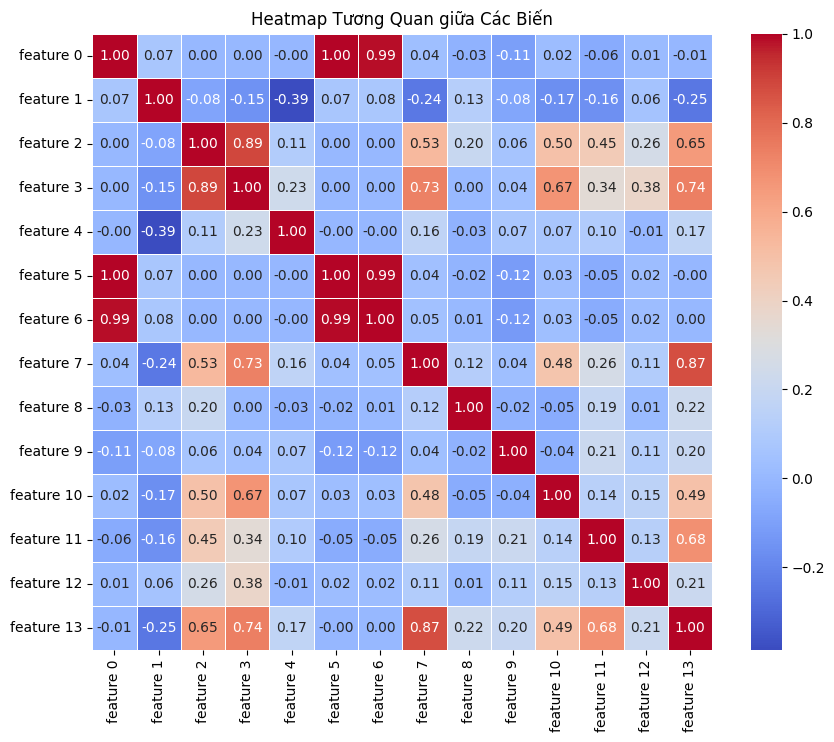 Heatmap Tương Quan giữa Các Biến
feature 0 1.00 0.07 0.00 0.00 -0.00 1.00 0.99 0.04 -0.03 -0.11 0.02 -0.06 0.01 -0.01
feature 1 0.07 1.00 -0.08 -0.15 -0.39 0.07 0.08 -0.24 0.13 -0.08 -0.17 -0.16 0.06 -0.25
feature 2 0.00 -0.08 1.00 0.89 0.11 0.00 0.00 0.53 0.20 0.06 0.50 0.45 0.26 0.65
feature 3 0.00 -0.15 0.89 1.00 0.23 0.00 0.00 0.73 0.00 0.04 0.67 0.34 0.38 0.74
feature 4 -0.00 -0.39 0.11 0.23 1.00 -0.00 -0.00 0.16 -0.03 0.07 0.07 0.10 -0.01 0.17
feature 5 1.00 0.07 0.00 0.00 -0.00 1.00 0.99 0.04 -0.02 -0.12 0.03 -0.05 0.02 -0.00
feature 6 0.99 0.08 0.00 0.00 -0.00 0.99 1.00 0.05 0.01 -0.12 0.03 -0.05 0.02 0.00
feature 7 0.04 -0.24 0.53 0.73 0.16 0.04 0.05 1.00 0.12 0.04 0.48 0.26 0.11 0.87
feature 8 -0.03 0.13 0.20 0.00 -0.03 -0.02 0.01 0.12 1.00 -0.02 -0.05 0.19 0.01 0.22
feature 9 -0.11 -0.08 0.06 0.04 0.07 -0.12 -0.12 0.04 -0.02 1.00 -0.04 0.21 0.11 0.20
feature 10 0.02 -0.17 0.50 0.67 0.07 0.03 0.03 0.48 -0.05 -0.04 1.00 0.14 0.15 0.49
feature 11 -0.06 -0.16 0.45 0.34 0.10 -0.05 -0.05 0.26 0.19 0.21 0.14 1.00 0.13 0.68
feature 12 0.01 0.06 0.26 0.38 -0.01 0.02 0.02 0.11 0.01 0.11 0.15 0.13 1.00 0.21
feature 13 -0.01 -0.25 0.65 0.74 0.17 -0.00 0.00 0.87 0.22 0.20 0.49 0.68 0.21 1.00
feature 0
feature 1
feature 2
feature 3
feature 4
feature 5
feature 6
feature 7
feature 8
feature 9
feature 10
feature 11
feature 12
feature 13
1.0
0.8
0.6
0.4
0.2
0.0
−0.2